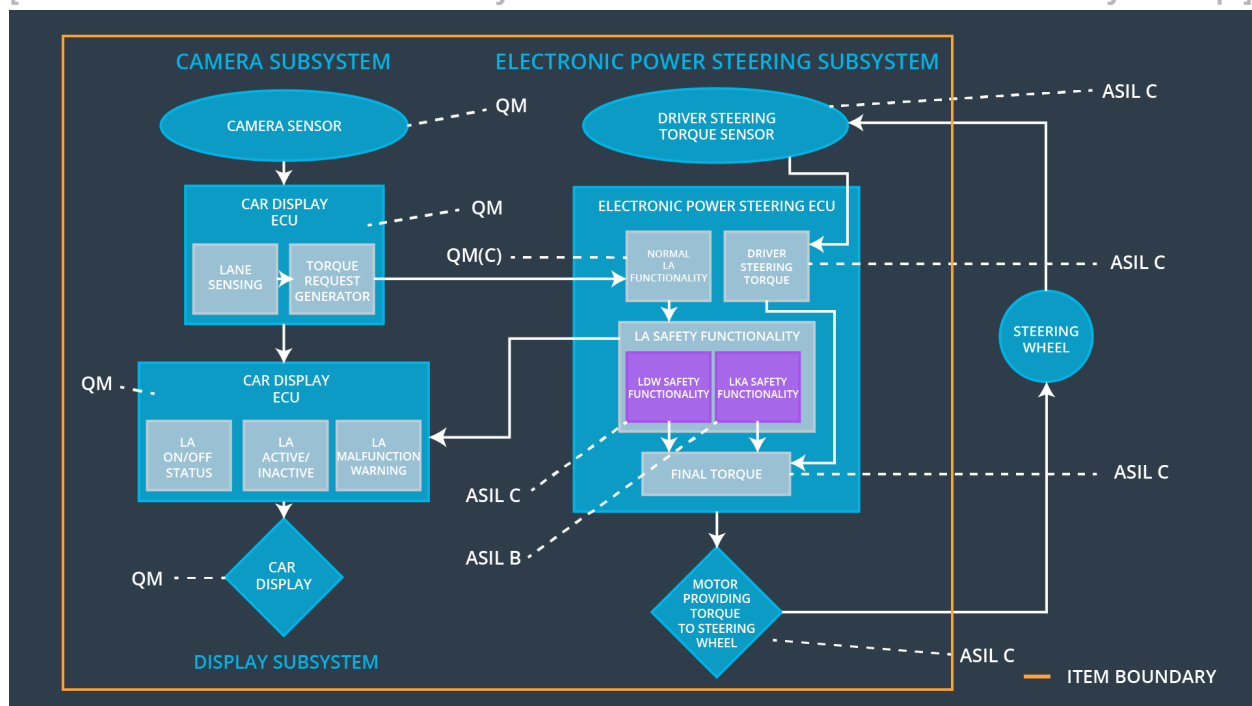 CAMERA SUBSYSTEM
ELECTRONIC POWER STEERING SUBSYSTEM
CAMERA SENSOR
QM
DRIVER STEERING
TORQUE SENSOR
ASIL C
CAR DISPLAY
ECU
QM
LANE
SENSING
TORQUE
REQUEST
GENERATOR
QM(C)
ELECTRONIC POWER STEERING ECU
NORMAL
LA
FUNCTIONALITY
DRIVER
STEERING
TORQUE
ASIL C
LA SAFETY FUNCTIONALITY
LDW SAFETY
FUNCTIONALITY
LKA SAFETY
FUNCTIONALITY
STEERING
WHEEL
QM
CAR DISPLAY
ECU
LA
ON/OFF
STATUS
LA
ACTIVE/
INACTIVE
LA
MALFUNCTION
WARNING
FINAL TORQUE
ASIL C
ASIL C
ASIL B
QM
CAR
DISPLAY
MOTOR
PROVIDING
TORQUE
TO STEERING
WHEEL
ASIL C
DISPLAY SUBSYSTEM
ITEM BOUNDARY